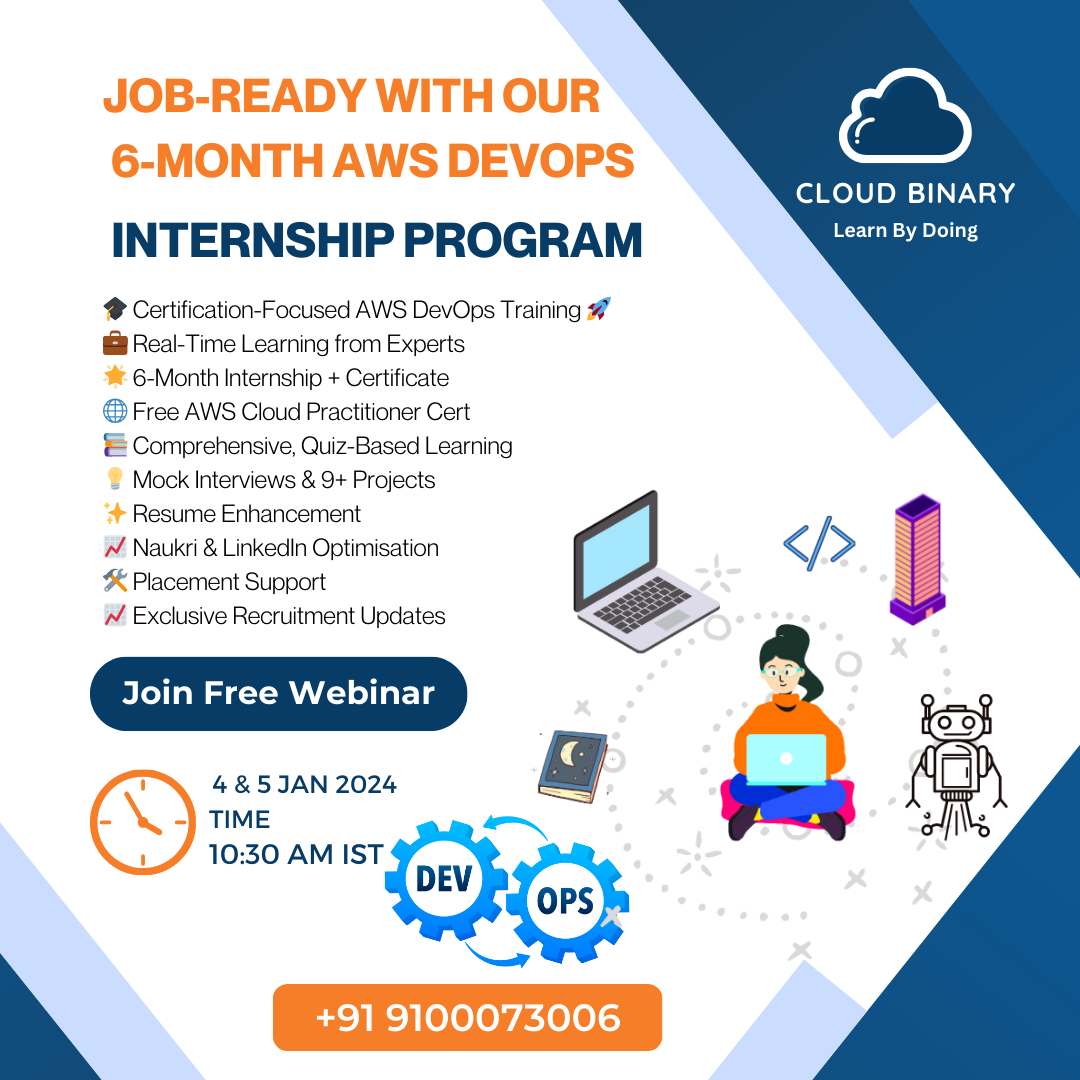 JOB-READY WITH OUR
6-MONTH AWS DEVOPS
INTERNSHIP PROGRAM
CLOUD BINARY
Learn By Doing
🎓 Certification-Focused AWS DevOps Training 🚀
💼 Real-Time Learning from Experts
🌟 6-Month Internship + Certificate
🌐 Free AWS Cloud Practitioner Cert
📚 Comprehensive, Quiz-Based Learning
💡 Mock Interviews & 9+ Projects
✨ Resume Enhancement
📈 Naukri & LinkedIn Optimisation
🛠️ Placement Support
📈 Exclusive Recruitment Updates
</>
Join Free Webinar
4 & 5 JAN 2024
TIME
10:30 AM IST
DEV
OPS
+91 9100073006